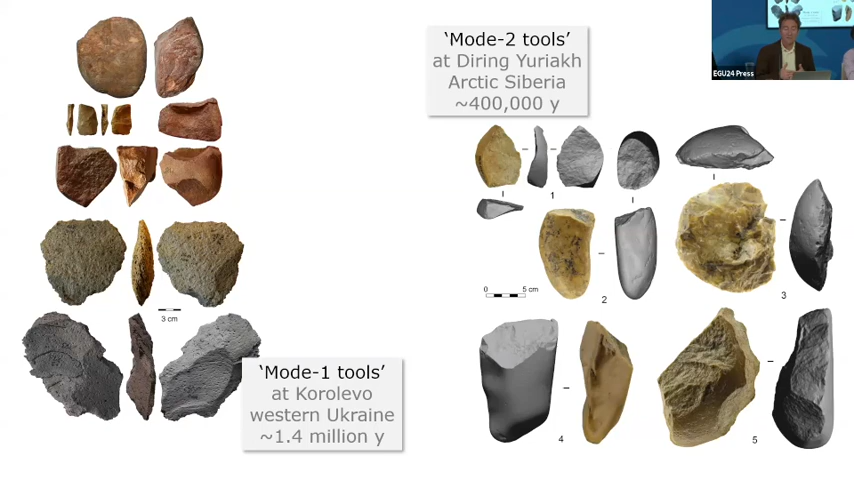 'Mode-2 tools'
at Diring Yuriakh
Arctic Siberia
~400,000 y
EGU24 Press
1
0 5 cm
2
3
3 cm
'Mode-1 tools'
at Korolevo
western Ukraine
~1.4 million y
4
5